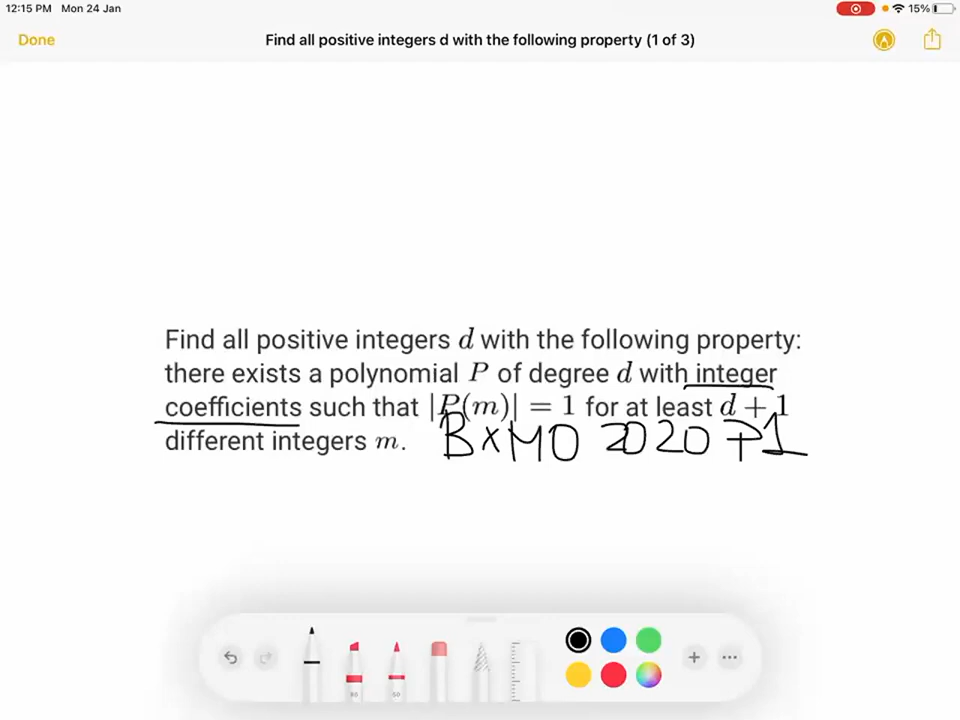 12:15 PM Mon 24 Jan 15%
Done Find all positive integers d with the following property (1 of 3)
Find all positive integers d with the following property:
there exists a polynomial P of degree d with integer
coefficients such that |P(m)| = 1 for at least d + 1
different integers m. BXMO 2020 P1
80 50